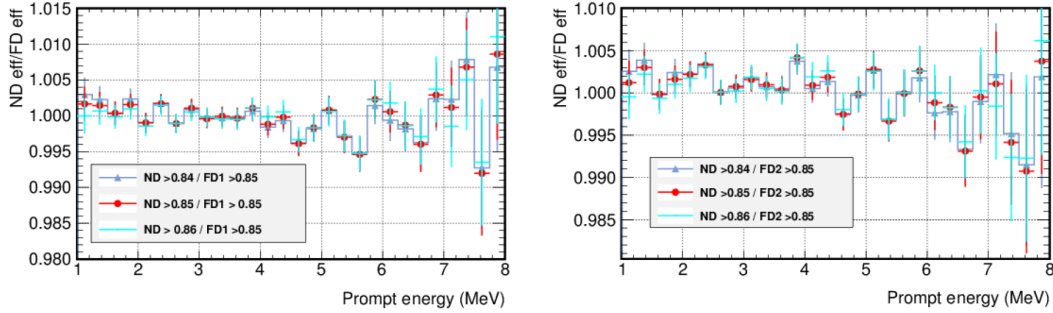 ND eff/FD eff
1.015
1.010
1.005
1.000
0.995
0.990
0.985
0.980
ND >0.84 / FD1 >0.85
ND >0.85 / FD1 > 0.85
ND > 0.86 / FD1 >0.85
1 2 3 4 5 6 7 8
Prompt energy (MeV)
ND eff/FD eff
1.010
1.005
1.000
0.995
0.990
0.985
ND >0.84 / FD2 >0.85
ND >0.85 / FD2 >0.85
ND >0.86 / FD2 >0.85
1 2 3 4 5 6 7 8
Prompt energy (MeV)